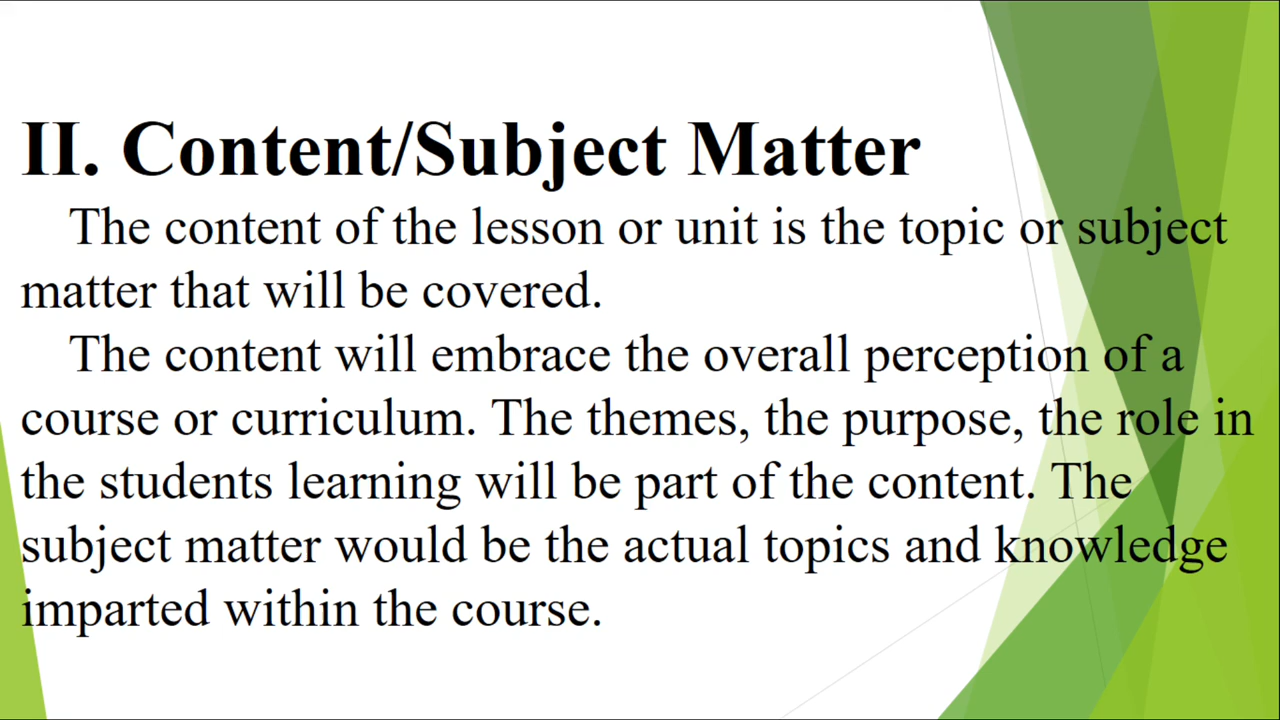 II. Content/Subject Matter
The content of the lesson or unit is the topic or subject
matter that will be covered.
The content will embrace the overall perception of a
course or curriculum. The themes, the purpose, the role in
the students learning will be part of the content. The
subject matter would be the actual topics and knowledge
imparted within the course.